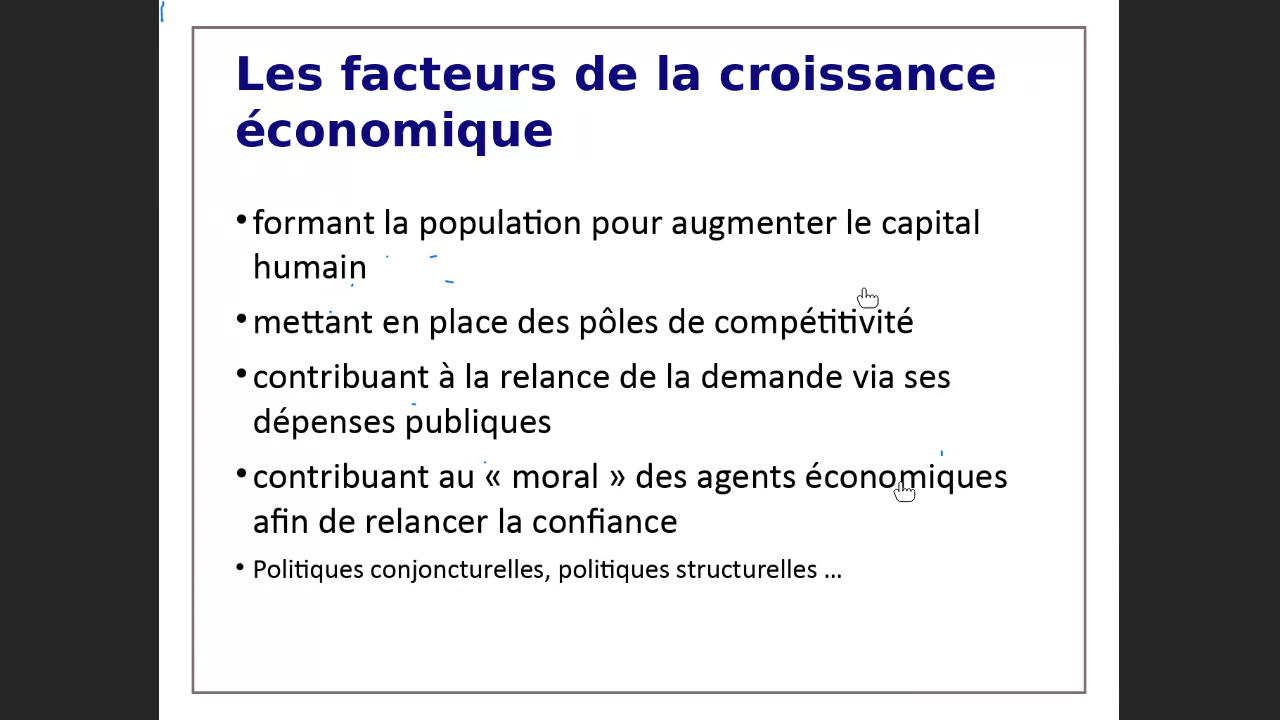 Les facteurs de la croissance
économique
• formant la population pour augmenter le capital
humain
• mettant en place des pôles de compétitivité
• contribuant à la relance de la demande via ses
dépenses publiques
• contribuant au « moral » des agents économiques
afin de relancer la confiance
• Politiques conjoncturelles, politiques structurelles ...